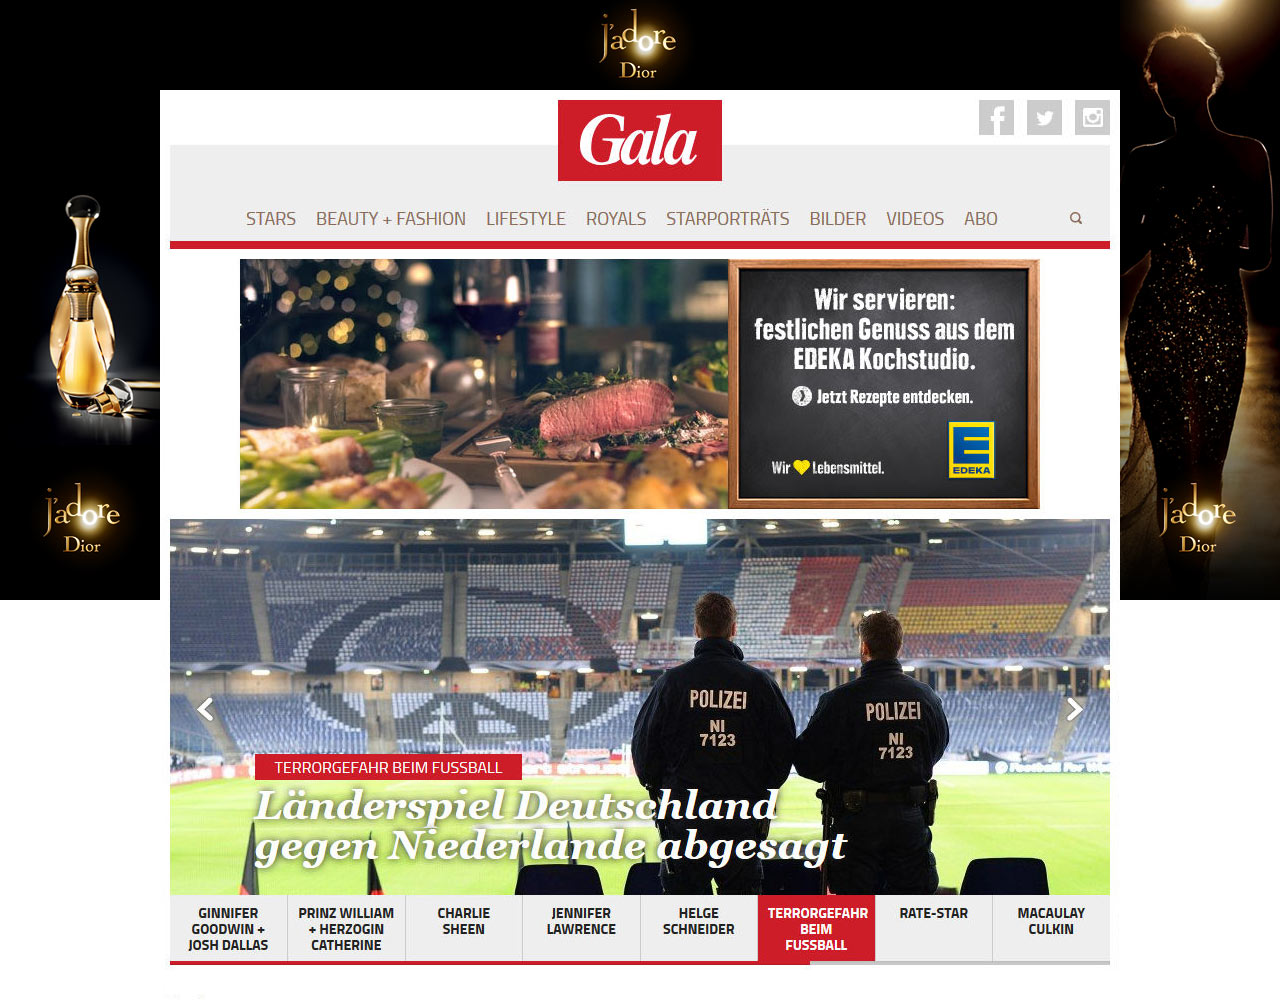 j'adore
Dior
Gala
STARS BEAUTY + FASHION LIFESTYLE ROYALS STARPORTRÄTS BILDER VIDEOS ABO
Wir servieren:
festlichen Genuss aus dem
EDEKA Kochstudio.
Jetzt Rezepte entdecken.
Wir Lebensmittel.
E
EDEKA
j'adore
Dior
j'adore
Dior
POLIZEI
NI
7123
POLIZEI
NI
7123
TERRORGEFAHR BEIM FUSSBALL
Länderspiel Deutschland
gegen Niederlande abgesagt
GINNIFER
GOODWIN +
JOSH DALLAS
PRINZ WILLIAM
+ HERZOGIN
CATHERINE
CHARLIE
SHEEN
JENNIFER
LAWRENCE
HELGE
SCHNEIDER
TERRORGEFAHR
BEIM
FUSSBALL
RATE-STAR
MACAULAY
CULKIN